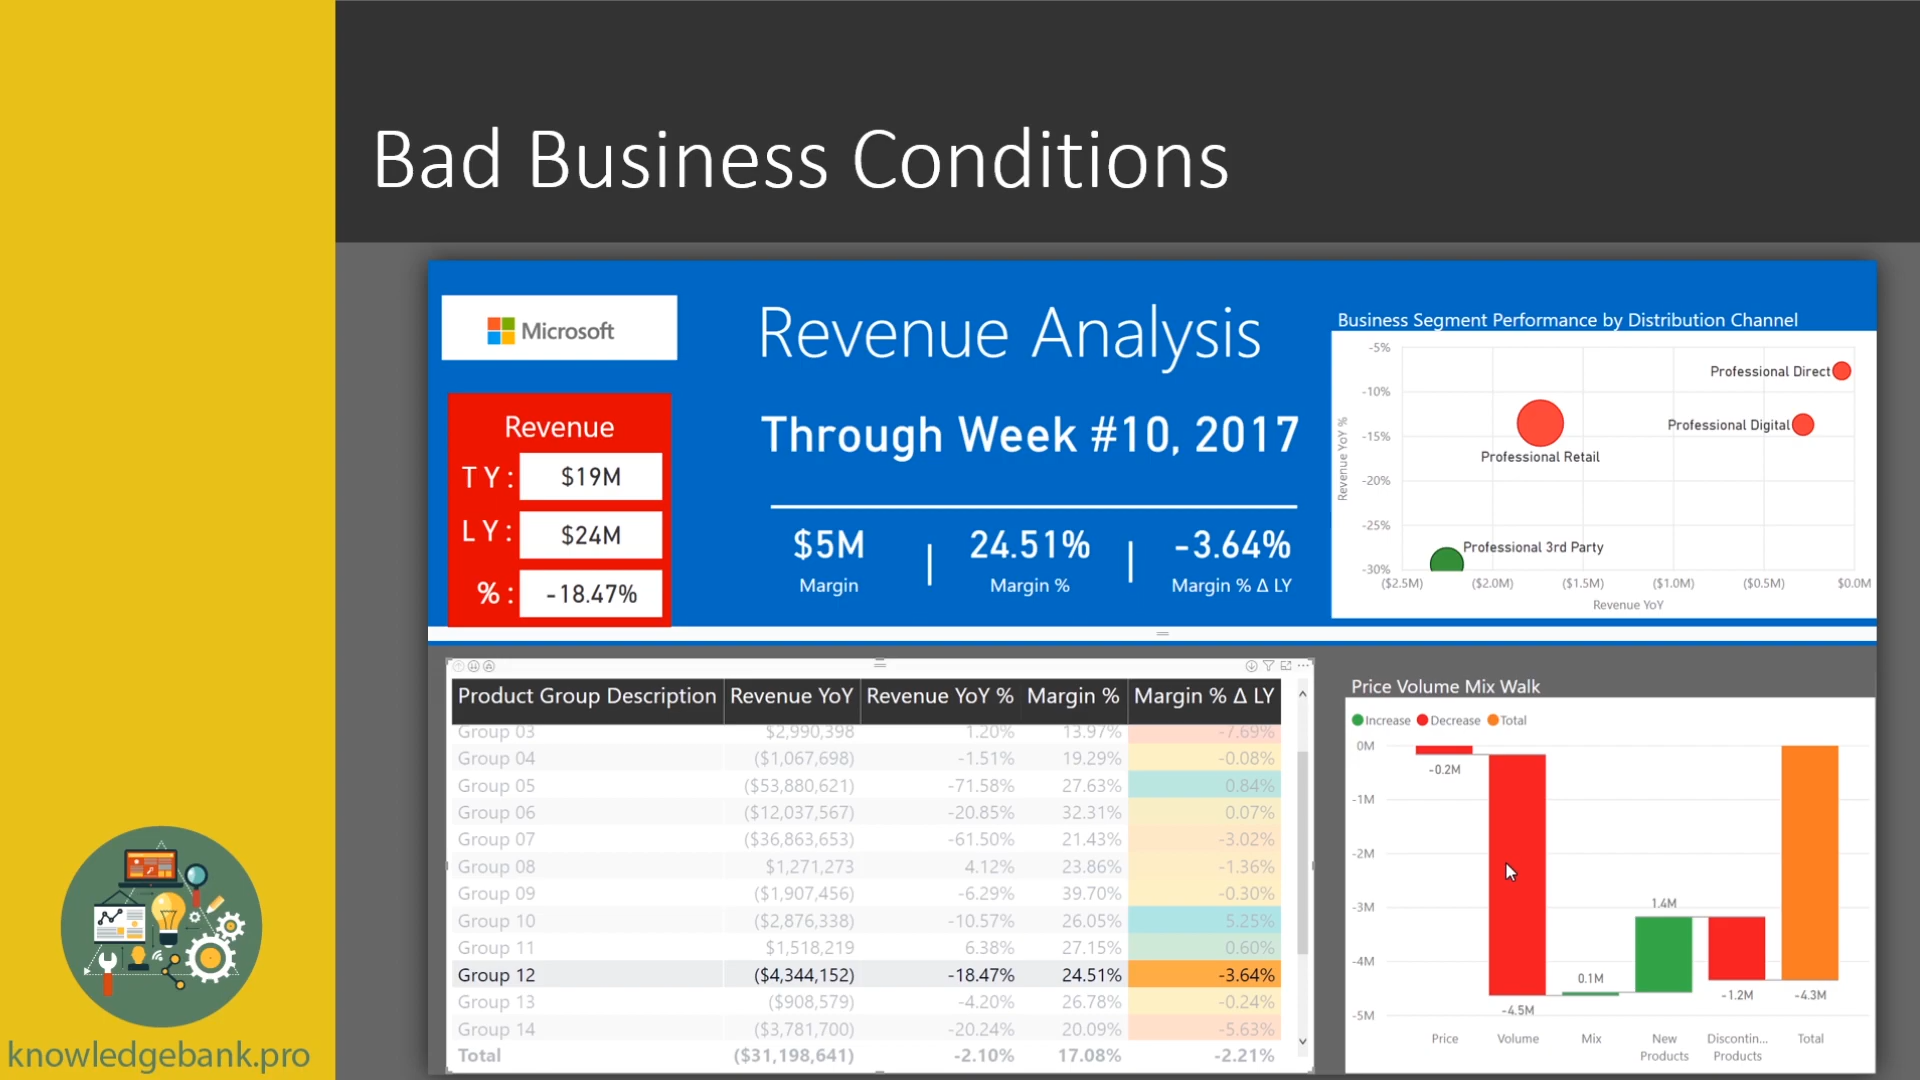 Bad Business Conditions
Microsoft
Revenue Analysis
Through Week #10, 2017
Revenue
TY: $19M
LY: $24M
%: -18.47%
$5M
Margin
24.51%
Margin %
-3.64%
Margin % Δ LY
Business Segment Performance by Distribution Channel
Revenue YoY %
-5%
-10%
-15%
-20%
-25%
-30%
Professional Direct
Professional Digital
Professional Retail
Professional 3rd Party
($2.5M) ($2.0M) ($1.5M) ($1.0M) ($0.5M) $0.0M
Revenue YoY
Product Group Description Revenue YoY Revenue YoY % Margin % Margin % Δ LY
Group 03 $2,990,398 1.20% 13.97% -7.69%
Group 04 ($1,067,698) -1.51% 19.29% -0.08%
Group 05 ($53,880,621) -71.58% 27.63% 0.84%
Group 06 ($12,037,567) -20.85% 32.31% 0.07%
Group 07 ($36,863,653) -61.50% 21.43% -3.02%
Group 08 $1,271,273 4.12% 23.86% -1.36%
Group 09 ($1,907,456) -6.29% 39.70% -0.30%
Group 10 ($2,876,338) -10.57% 26.05% 5.25%
Group 11 $1,518,219 6.38% 27.15% 0.60%
Group 12 ($4,344,152) -18.47% 24.51% -3.64%
Group 13 ($908,579) -4.20% 26.78% -0.24%
Group 14 ($3,781,700) -20.24% 20.09% -5.63%
Total ($31,198,641) -2.10% 17.08% -2.21%
Price Volume Mix Walk
Increase Decrease Total
0M
-1M
-2M
-3M
-4M
-5M
-0.2M
-4.5M
0.1M
1.4M
-1.2M
-4.3M
Price Volume Mix New Products Discontin... Products Total
knowledgebank.pro